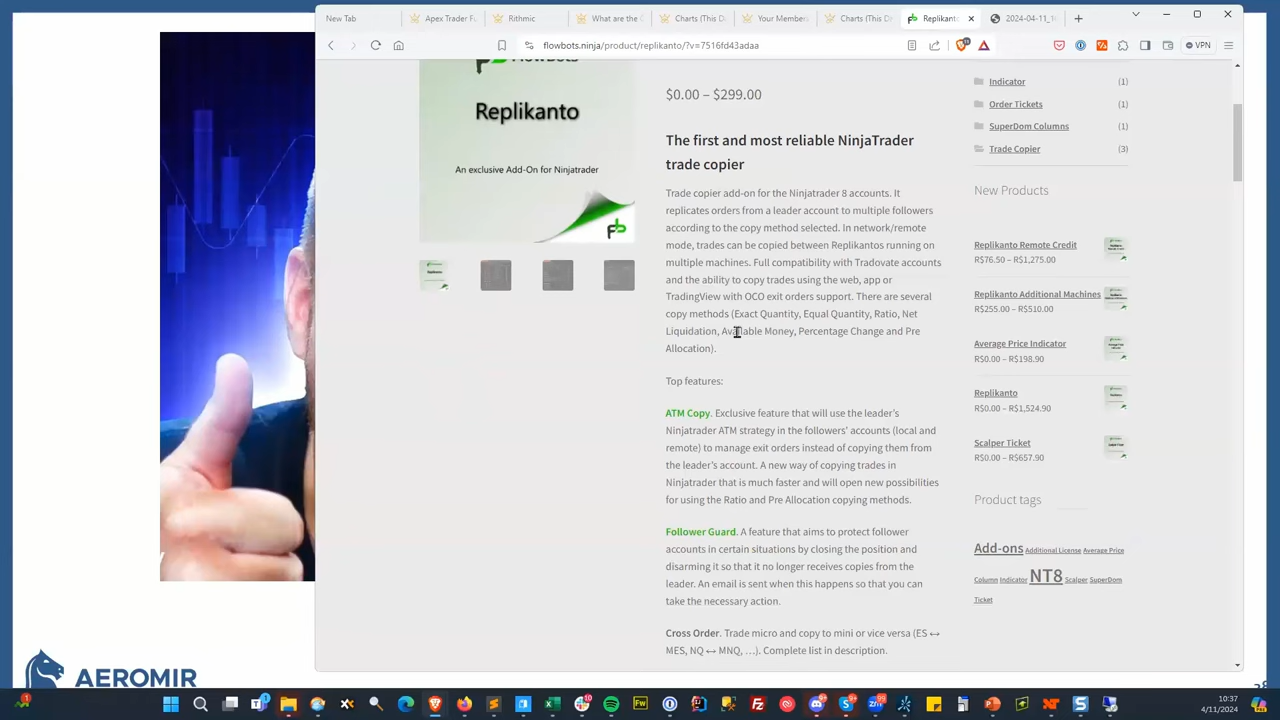 New Tab
Apex Trader Fu
Rithmic
What are the C
Charts (This Di
Your Members
Charts (This Di
Replikanto
2024-04-11_1
flowbots.ninja/product/replikanto/?v=7516fd43adaa
VPN
FlowBots
Replikanto
An exclusive Add-On for Ninjatrader
$0.00 – $299.00
The first and most reliable NinjaTrader
trade copier
Trade copier add-on for the Ninjatrader 8 accounts. It
replicates orders from a leader account to multiple followers
according to the copy method selected. In network/remote
mode, trades can be copied between Replikantos running on
multiple machines. Full compatibility with Tradovate accounts
and the ability to copy trades using the web, app or
TradingView with OCO exit orders support. There are several
copy methods (Exact Quantity, Equal Quantity, Ratio, Net
Liquidation, Available Money, Percentage Change and Pre
Allocation).
Top features:
ATM Copy. Exclusive feature that will use the leader’s
Ninjatrader ATM strategy in the followers’ accounts (local and
remote) to manage exit orders instead of copying them from
the leader’s account. A new way of copying trades in
Ninjatrader that is much faster and will open new possibilities
for using the Ratio and Pre Allocation copying methods.
Follower Guard. A feature that aims to protect follower
accounts in certain situations by closing the position and
disarming it so that it no longer receives copies from the
leader. An email is sent when this happens so that you can
take the necessary action.
Cross Order. Trade micro and copy to mini or vice versa (ES ↔
MES, NQ ↔ MNQ, …). Complete list in description.
Indicator (1)
Order Tickets (1)
SuperDom Columns (1)
Trade Copier (3)
New Products
Replikanto Remote Credit
R$76.50 – R$1,275.00
Replikanto Additional Machines
R$255.00 – R$510.00
Average Price Indicator
R$0.00 – R$198.90
Replikanto
R$0.00 – R$1,524.90
Scalper Ticket
R$0.00 – R$657.90
Product tags
Add-ons Additional License Average Price
Column Indicator NT8 Scalper SuperDom
Ticket
AEROMIR
10:37
4/11/2024